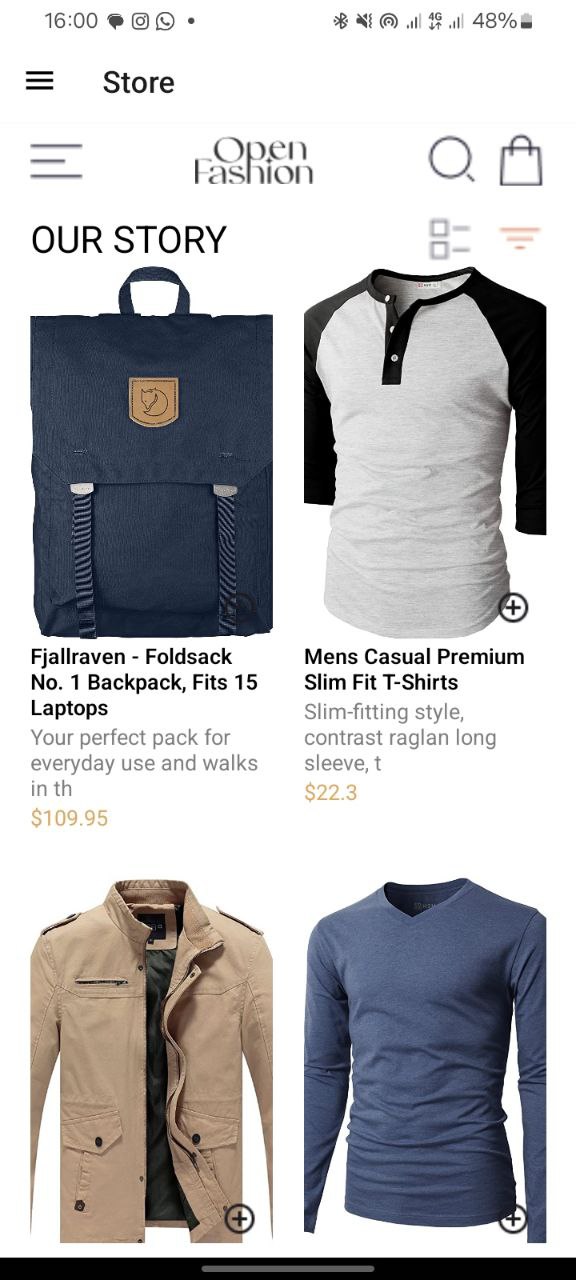 16:00
4G
48%
Store
Open
Fashion
OUR STORY
Fjallraven - Foldsack
No. 1 Backpack, Fits 15
Laptops
Your perfect pack for
everyday use and walks
in th
$109.95
Mens Casual Premium
Slim Fit T-Shirts
Slim-fitting style,
contrast raglan long
sleeve, t
$22.3